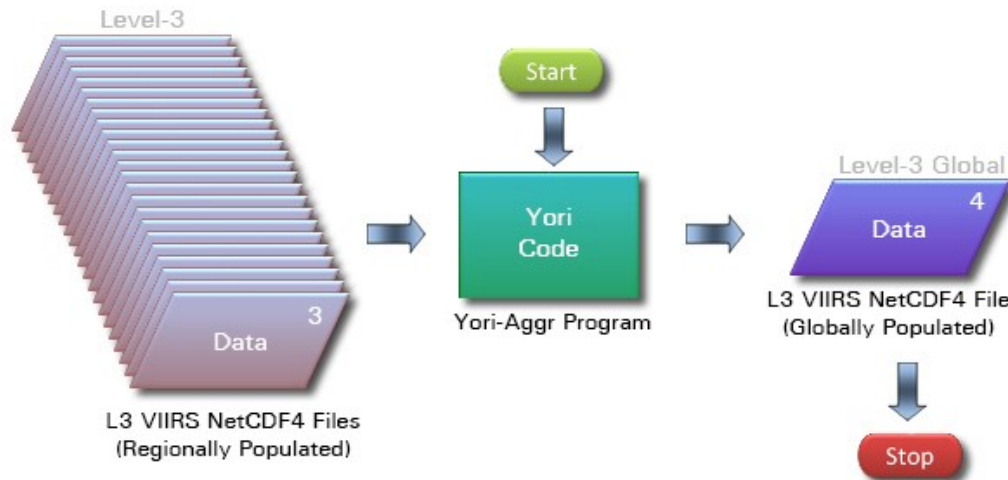 Level-3
3
Data
L3 VIIRS NetCDF4 Files
(Regionally Populated)
Start
Yori
Code
Yori-Aggr Program
Level-3 Global
4
Data
L3 VIIRS NetCDF4 File
(Globally Populated)
Stop